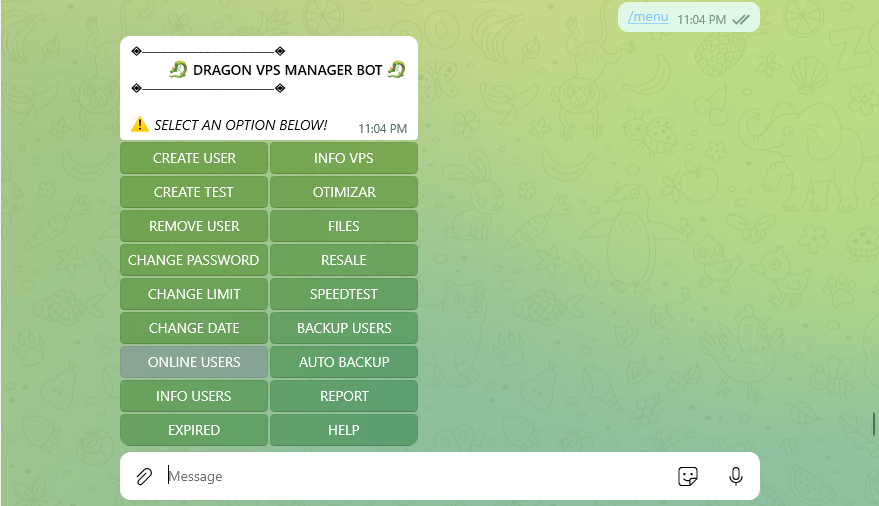 /menu 11:04 PM
DRAGON VPS MANAGER BOT
SELECT AN OPTION BELOW!
11:04 PM
CREATE USER INFO VPS
CREATE TEST OTIMIZAR
REMOVE USER FILES
CHANGE PASSWORD RESALE
CHANGE LIMIT SPEEDTEST
CHANGE DATE BACKUP USERS
ONLINE USERS AUTO BACKUP
INFO USERS REPORT
EXPIRED HELP
Message